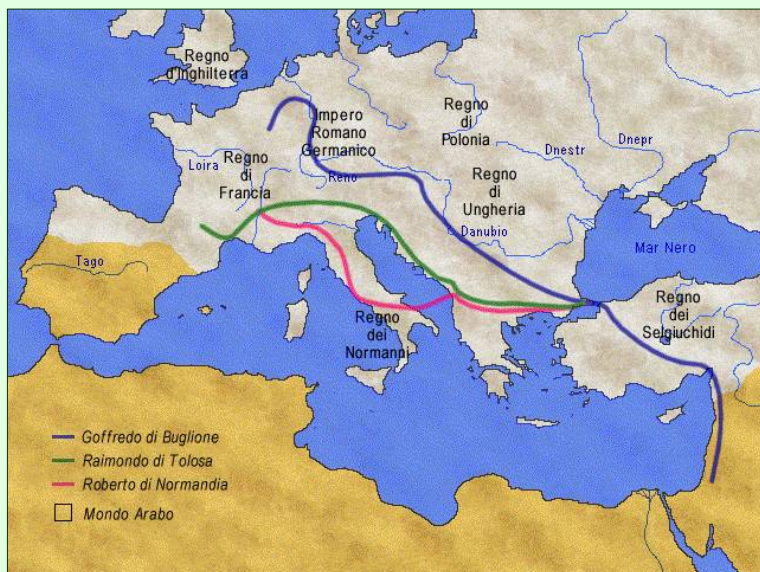 Regno
d'Inghilterra
Impero
Romano
Germanico
Regno
di
Polonia
Dnepr
Dnestr
Loira
Regno
di
Francia
Reno
Regno
di
Ungheria
Danubio
Mar Nero
Tago
Regno
dei
Selgiuchidi
Regno
dei
Normanni
Goffredo di Buglione
Raimondo di Tolosa
Roberto di Normandia
Mondo Arabo